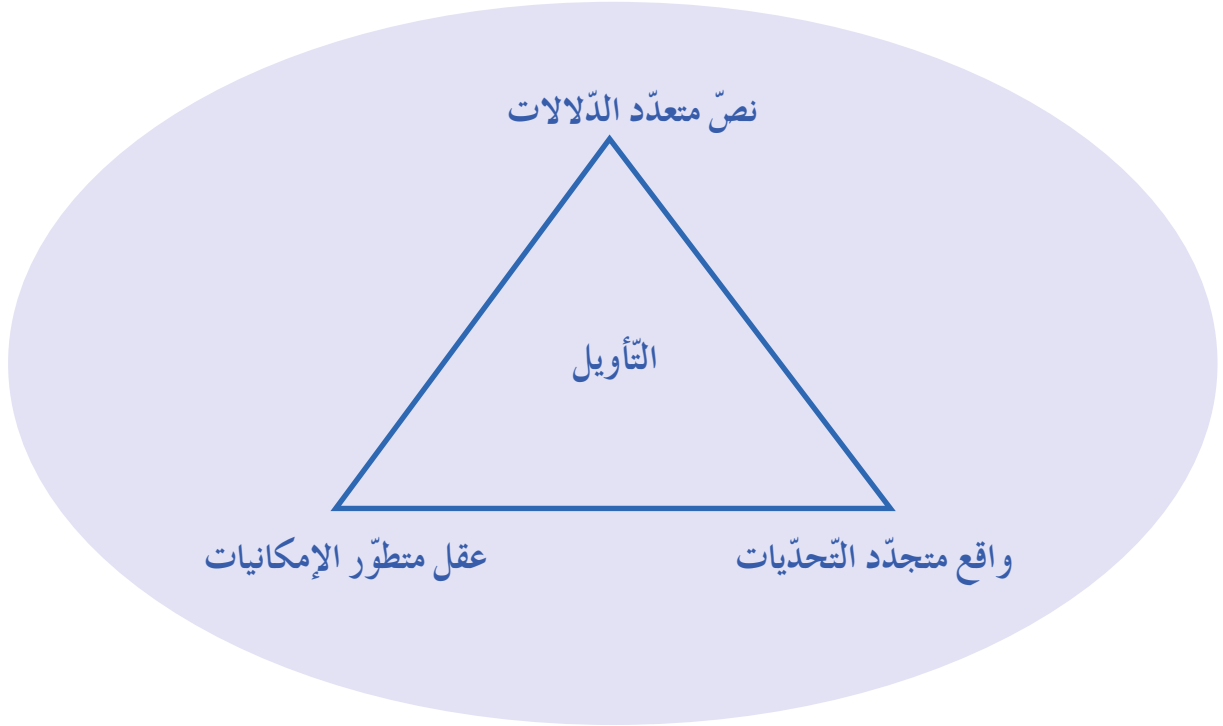 نصّ متعدّد الدّلالات
التّأويل
واقع متجدّد التّحدّيات
عقل متطوّر الإمكانيات